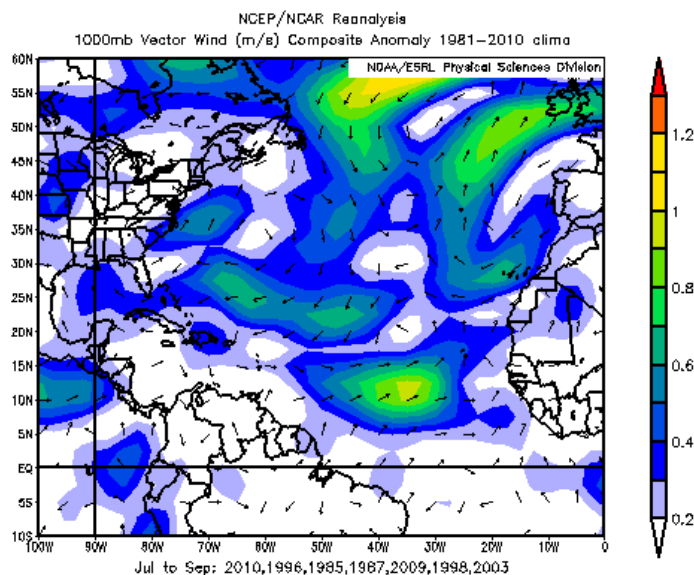 NCEP/NCAR Reanalysis
1000mb Vector Wind (m/s) Composite Anomaly 1981-2010 clima
NOAA/ESRL Physical Sciences Division
60N
55N
50N
45N
40N
35N
30N
25N
20N
15N
10N
5N
EQ
5S
10S
100W 90W 80W 70W 60W 50W 40W 30W 20W 10W 0
1.2
1
0.8
0.6
0.4
0.2
Jul to Sep: 2010,1996,1985,1987,2009,1998,2003